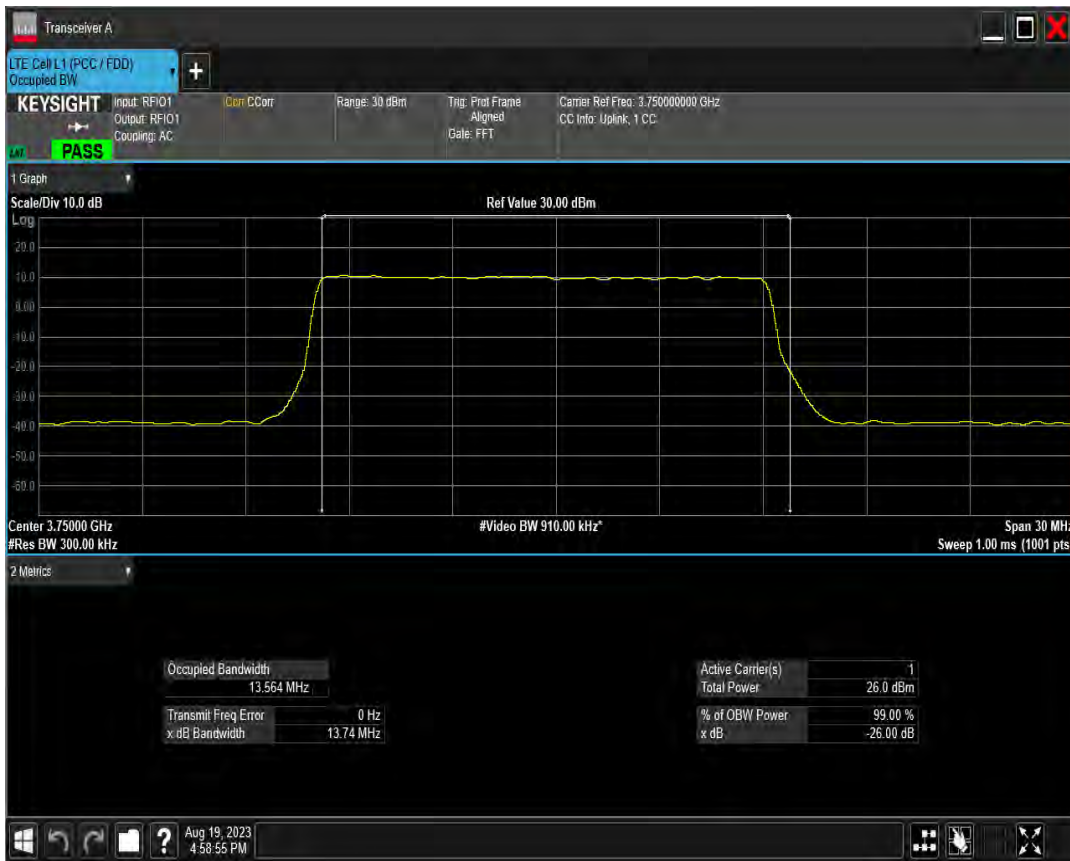 Transceiver A
LTE Cell L1 (PCC / FDD)
Occupied BW
+
KEYSIGHT
Input: RFIO1
Output: RFIO1
Coupling: AC
Corr CCorr
Range: 30 dBm
Trig: Prot Frame
Aligned
Gate: FFT
Carrier Ref Freq: 3.750000000 GHz
CC Info: Uplink, 1 CC
PASS
1 Graph
Scale/Div 10.0 dB
Ref Value 30.00 dBm
Log
20.0
10.0
0.00
-10.0
-20.0
-30.0
-40.0
-50.0
-60.0
Center 3.75000 GHz
#Video BW 910.00 kHz*
Span 30 MHz
#Res BW 300.00 kHz
Sweep 1.00 ms (1001 pts
2 Metrics
Occupied Bandwidth
13.564 MHz
Transmit Freq Error 0 Hz
x dB Bandwidth 13.74 MHz
Active Carrier(s) 1
Total Power 26.0 dBm
% of OBW Power 99.00 %
x dB -26.00 dB
?
Aug 19, 2023
4:58:55 PM